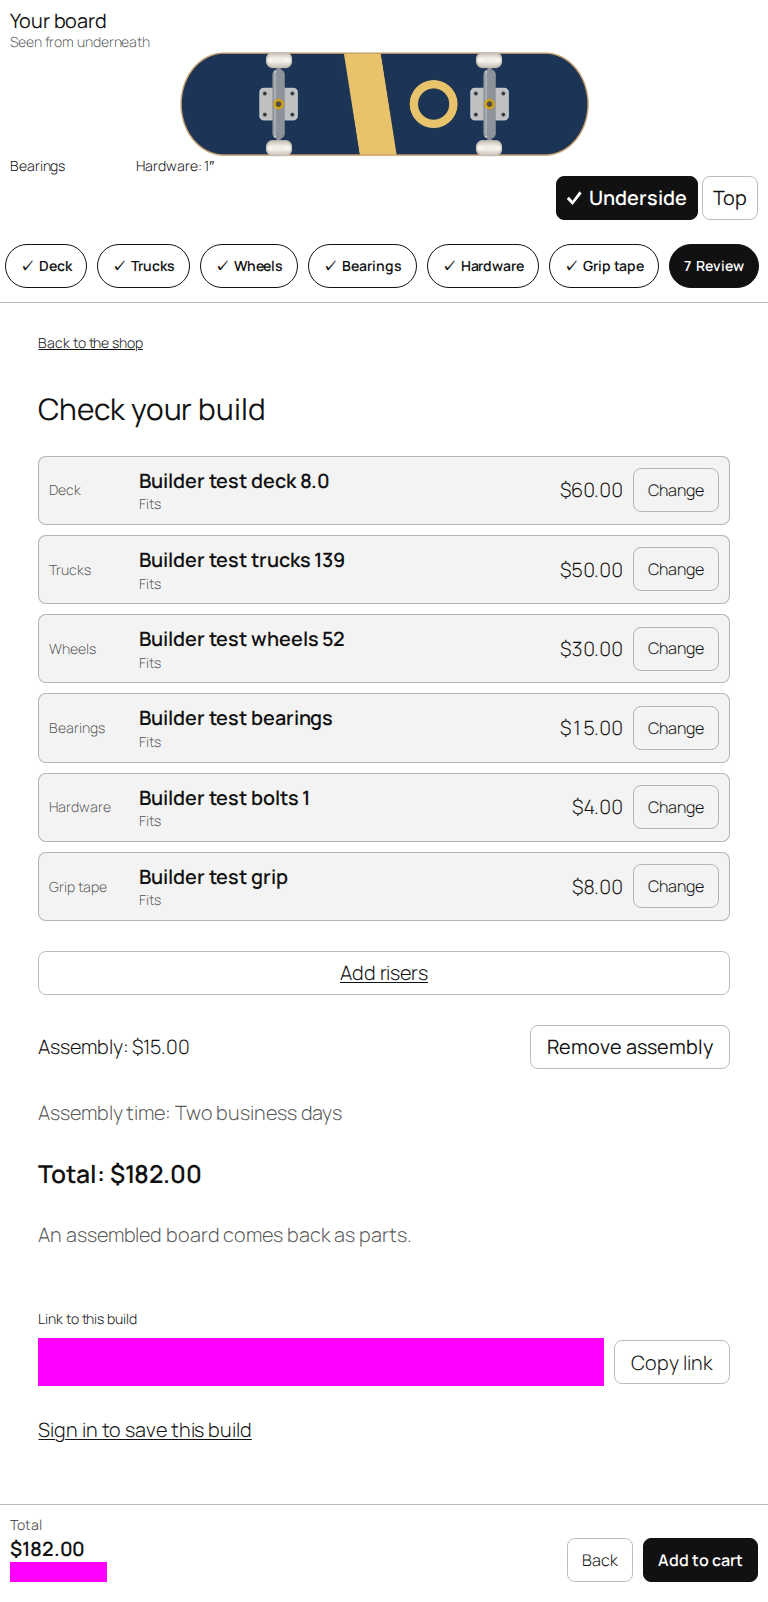 Your board
Seen from underneath
Bearings
Hardware: 1″
✓ Underside
Top
✓ Deck
✓ Trucks
✓ Wheels
✓ Bearings
✓ Hardware
✓ Grip tape
7 Review
Back to the shop
Check your build
Deck
Builder test deck 8.0
Fits
$60.00
Change
Trucks
Builder test trucks 139
Fits
$50.00
Change
Wheels
Builder test wheels 52
Fits
$30.00
Change
Bearings
Builder test bearings
Fits
$15.00
Change
Hardware
Builder test bolts 1
Fits
$4.00
Change
Grip tape
Builder test grip
Fits
$8.00
Change
Add risers
Assembly: $15.00
Remove assembly
Assembly time: Two business days
Total: $182.00
An assembled board comes back as parts.
Link to this build
Copy link
Sign in to save this build
Total
$182.00
Back
Add to cart